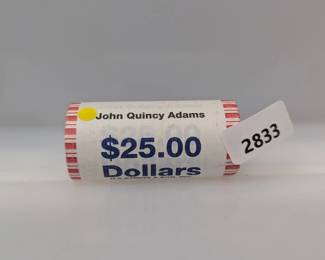 John Quincy Adams
$25.00
Dollars
2833